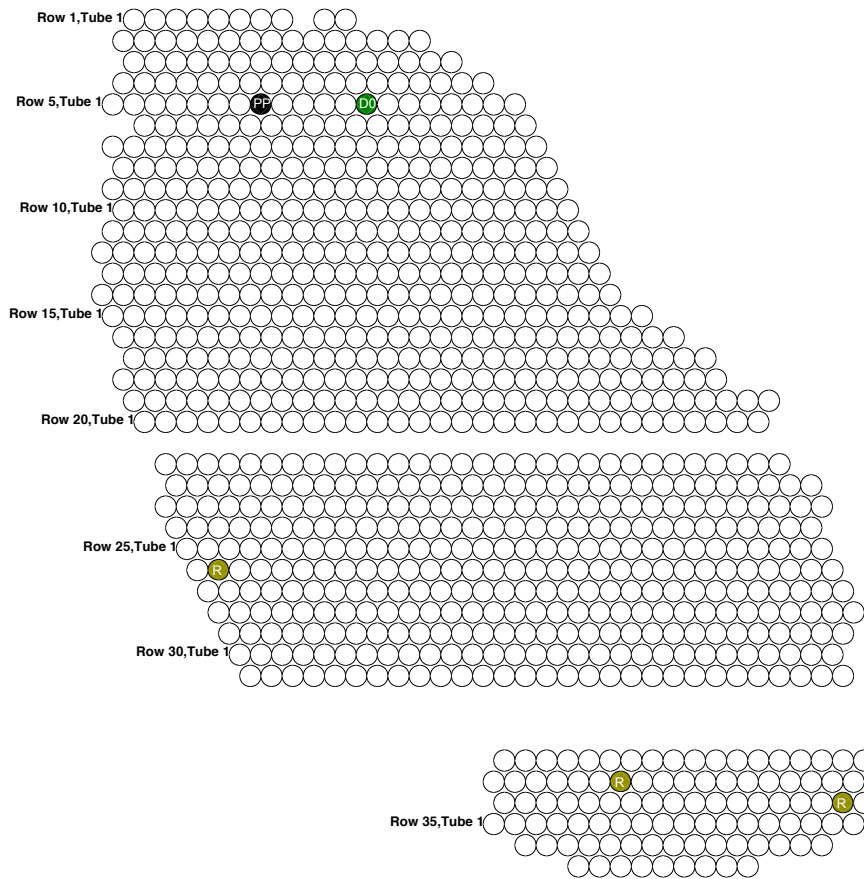 Row 1,Tube 1
Row 5,Tube 1 PP D0
Row 10,Tube 1
Row 15,Tube 1
Row 20,Tube 1
Row 25,Tube 1
R
Row 30,Tube 1
R
R
Row 35,Tube 1